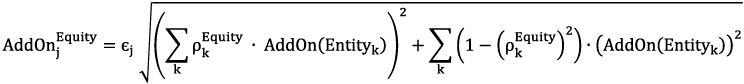 AddOn_j^Equity = ϵ_j √((∑_k ρ_k^Equity · AddOn(Entity_k))^2 + ∑_k (1 − (ρ_k^Equity)^2) · (AddOn(Entity_k))^2)